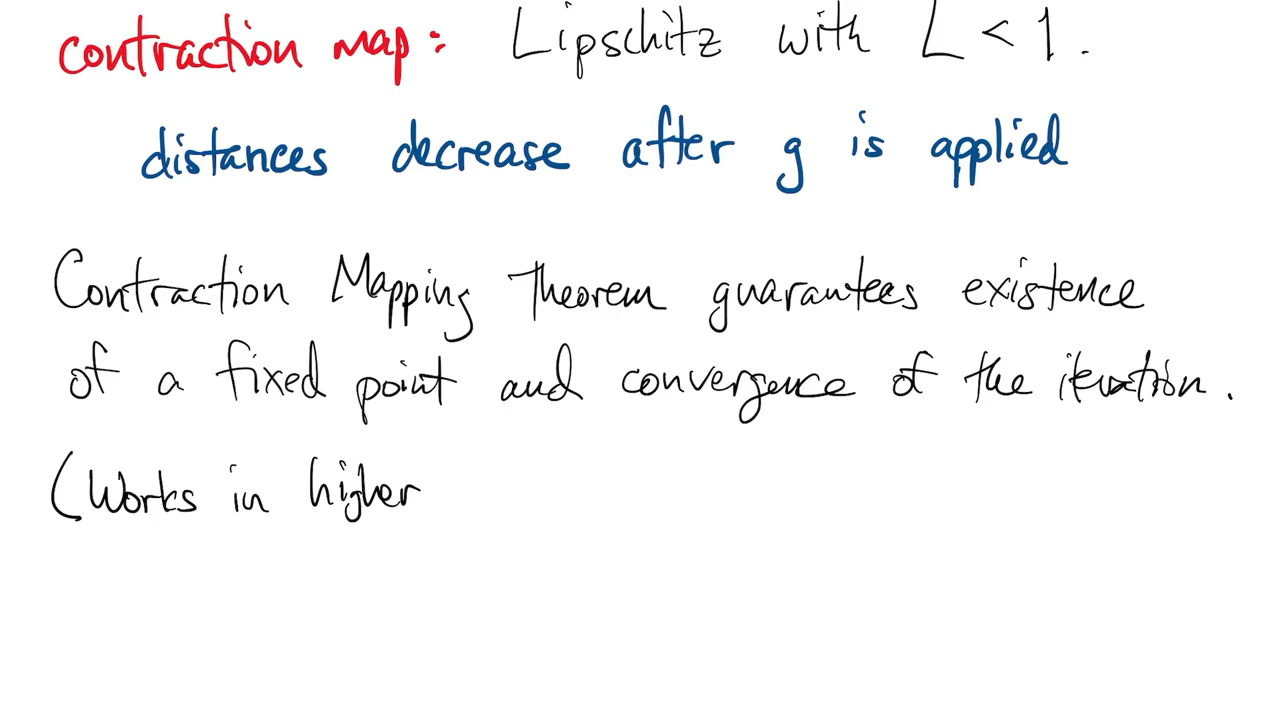 contraction map: Lipschitz with L < 1.
distances decrease after g is applied
Contraction Mapping Theorem guarantees existence
of a fixed point and convergence of the iteration.
(Works in higher